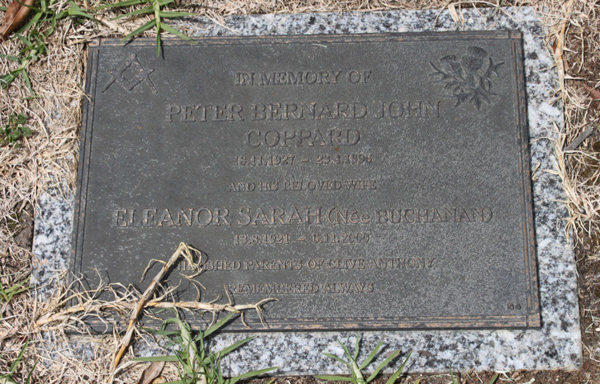 IN MEMORY OF
PETER BERNARD JOHN
COPPARD
AND HIS BELOVED WIFE
ELEANOR SARAH (Née BUCHANAN)
CHERISHED PARENTS OF CLIVE ANTHONY
REMEMBERED ALWAYS